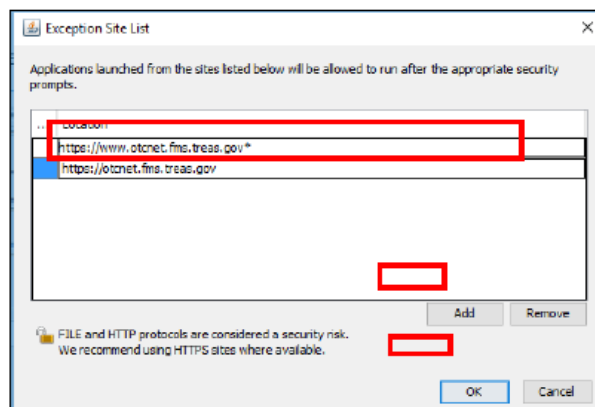 Exception Site List
Applications launched from the sites listed below will be allowed to run after the appropriate security
prompts.
... Location
https://www.otcnet.fms.treas.gov*
https://otcnet.fms.treas.gov
Add Remove
FILE and HTTP protocols are considered a security risk.
We recommend using HTTPS sites where available.
OK Cancel